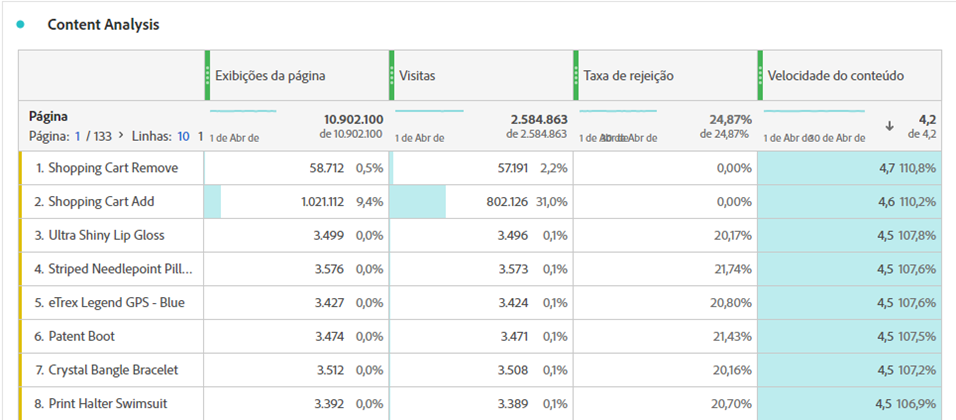 Content Analysis
Exibições da página Visitas Taxa de rejeição Velocidade do conteúdo
Página 10.902.100 2.584.863 24,87% 4,2
Página: 1 / 133 > Linhas: 10 1 1 de Abr de de 10.902.100 1 de Abr de de 2.584.863 1 de Abr de de 24,87% 1 de Abr de 30 de Abr de de 4,2
1. Shopping Cart Remove 58.712 0,5% 57.191 2,2% 0,00% 4,7 110,8%
2. Shopping Cart Add 1.021.112 9,4% 802.126 31,0% 0,00% 4,6 110,2%
3. Ultra Shiny Lip Gloss 3.499 0,0% 3.496 0,1% 20,17% 4,5 107,8%
4. Striped Needlepoint Pill... 3.576 0,0% 3.573 0,1% 21,74% 4,5 107,6%
5. eTrex Legend GPS - Blue 3.427 0,0% 3.424 0,1% 20,80% 4,5 107,6%
6. Patent Boot 3.474 0,0% 3.471 0,1% 21,43% 4,5 107,5%
7. Crystal Bangle Bracelet 3.512 0,0% 3.508 0,1% 20,16% 4,5 107,2%
8. Print Halter Swimsuit 3.392 0,0% 3.389 0,1% 20,70% 4,5 106,9%